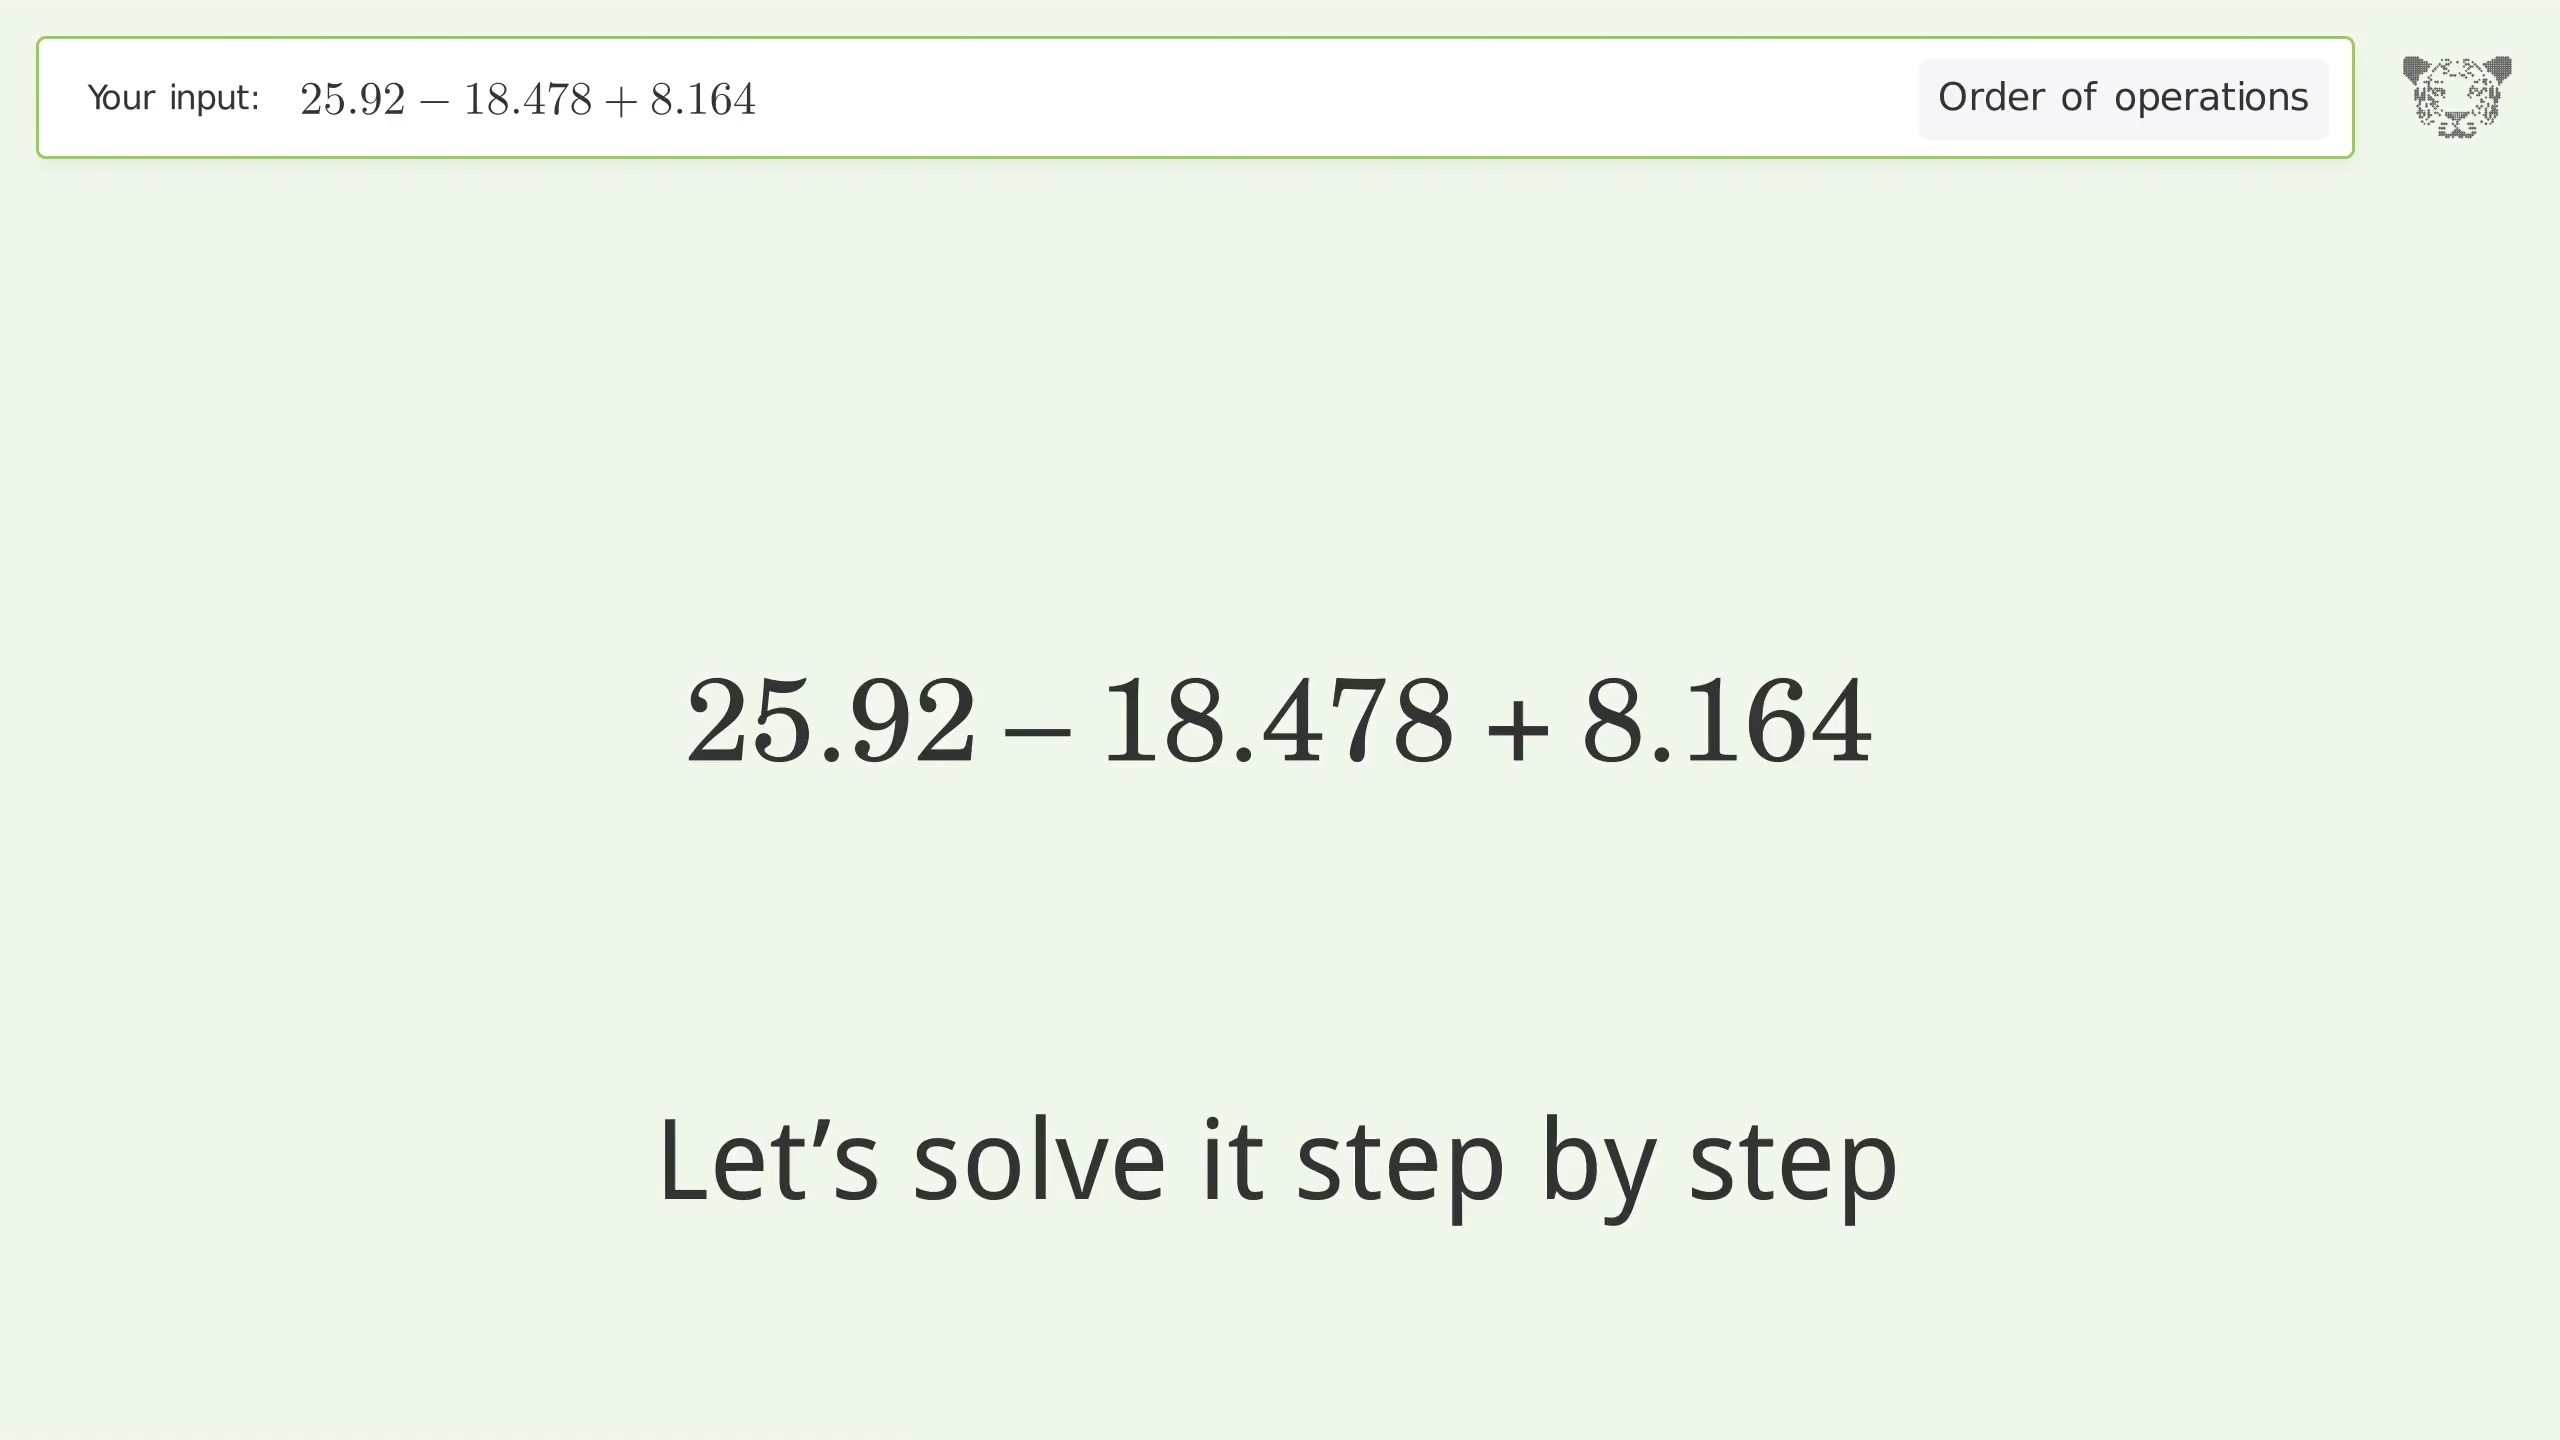 Your input: 25.92 − 18.478 + 8.164 Order of operations
25.92 − 18.478 + 8.164
Let’s solve it step by step